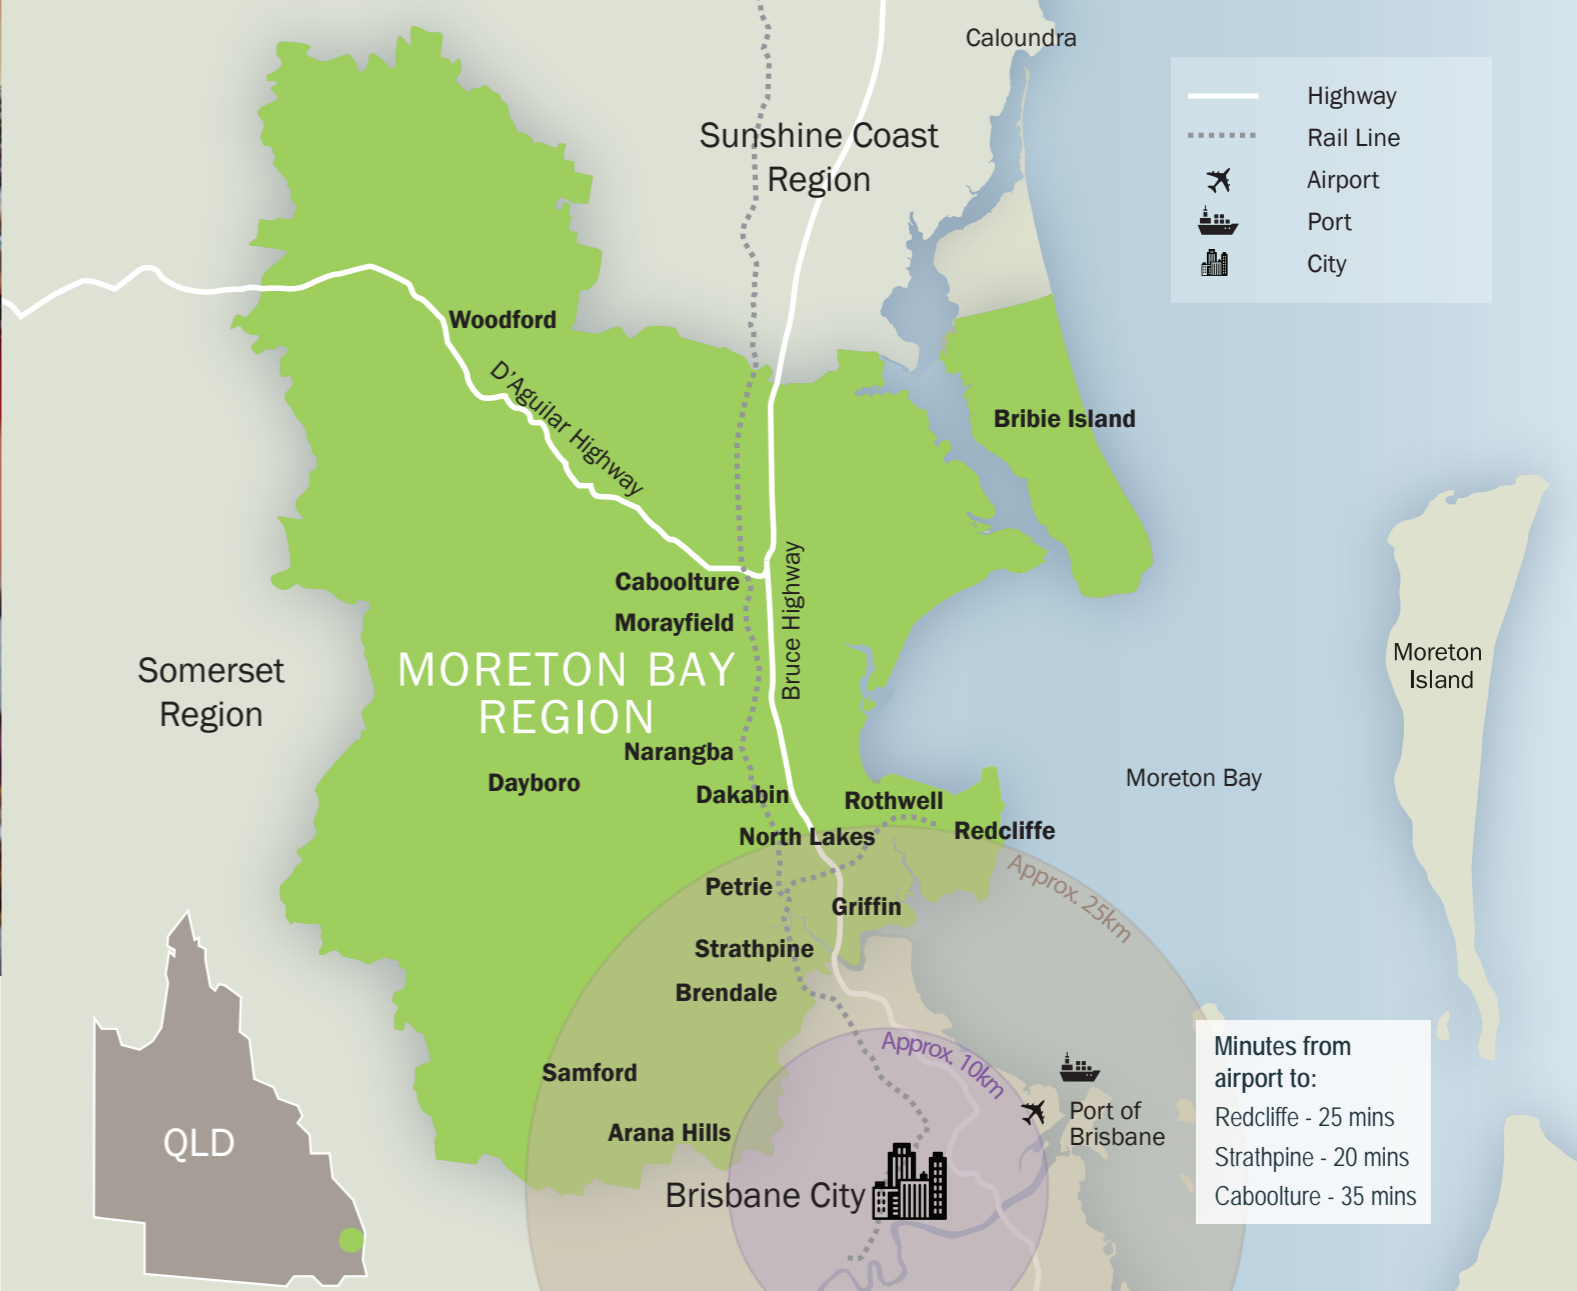 Caloundra
Highway
Rail Line
Airport
Port
City
Sunshine Coast
Region
Woodford
D'Aguilar Highway
Bribie Island
Bruce Highway
Caboolture
Morayfield
Somerset
Region
MORETON BAY
REGION
Moreton
Island
Narangba
Dayboro
Dakabin
Rothwell
Moreton Bay
North Lakes
Redcliffe
Approx. 25km
Petrie
Griffin
Strathpine
Brendale
Approx. 10km
Samford
Arana Hills
Port of
Brisbane
Brisbane City
QLD
Minutes from
airport to:
Redcliffe - 25 mins
Strathpine - 20 mins
Caboolture - 35 mins